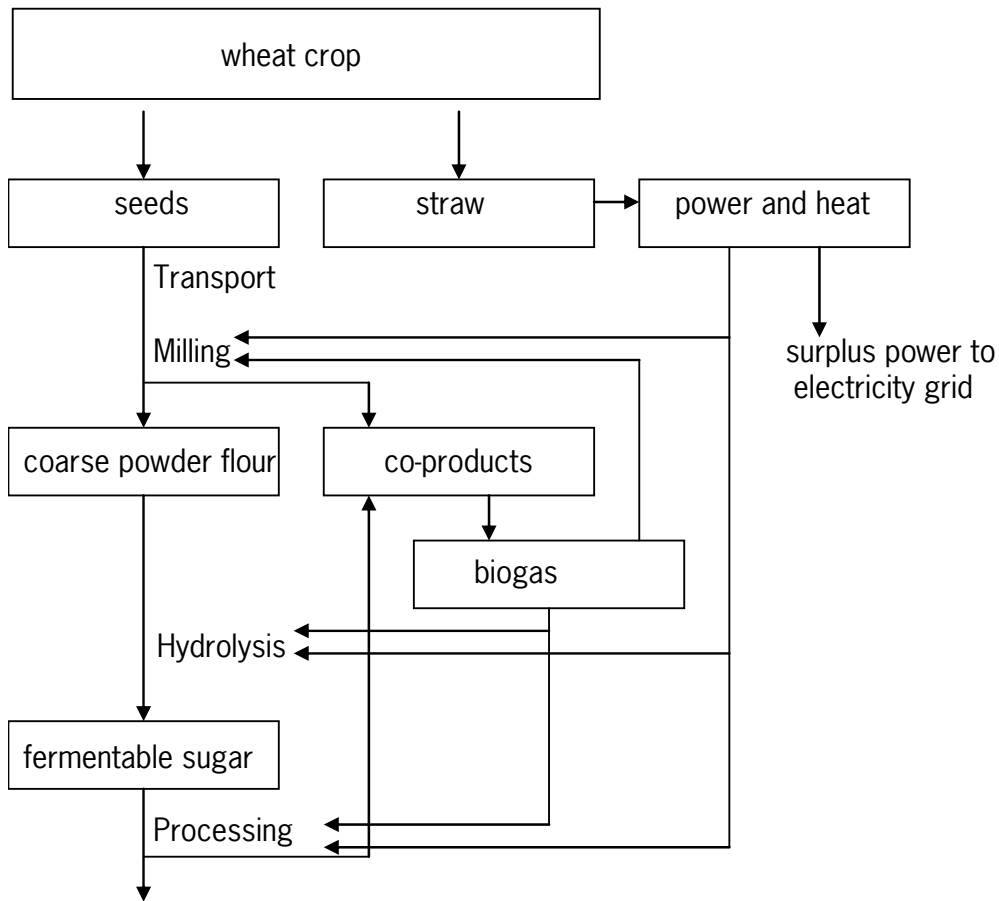 wheat crop
seeds
straw
power and heat
Transport
Milling
surplus power to
electricity grid
coarse powder flour
co-products
biogas
Hydrolysis
fermentable sugar
Processing